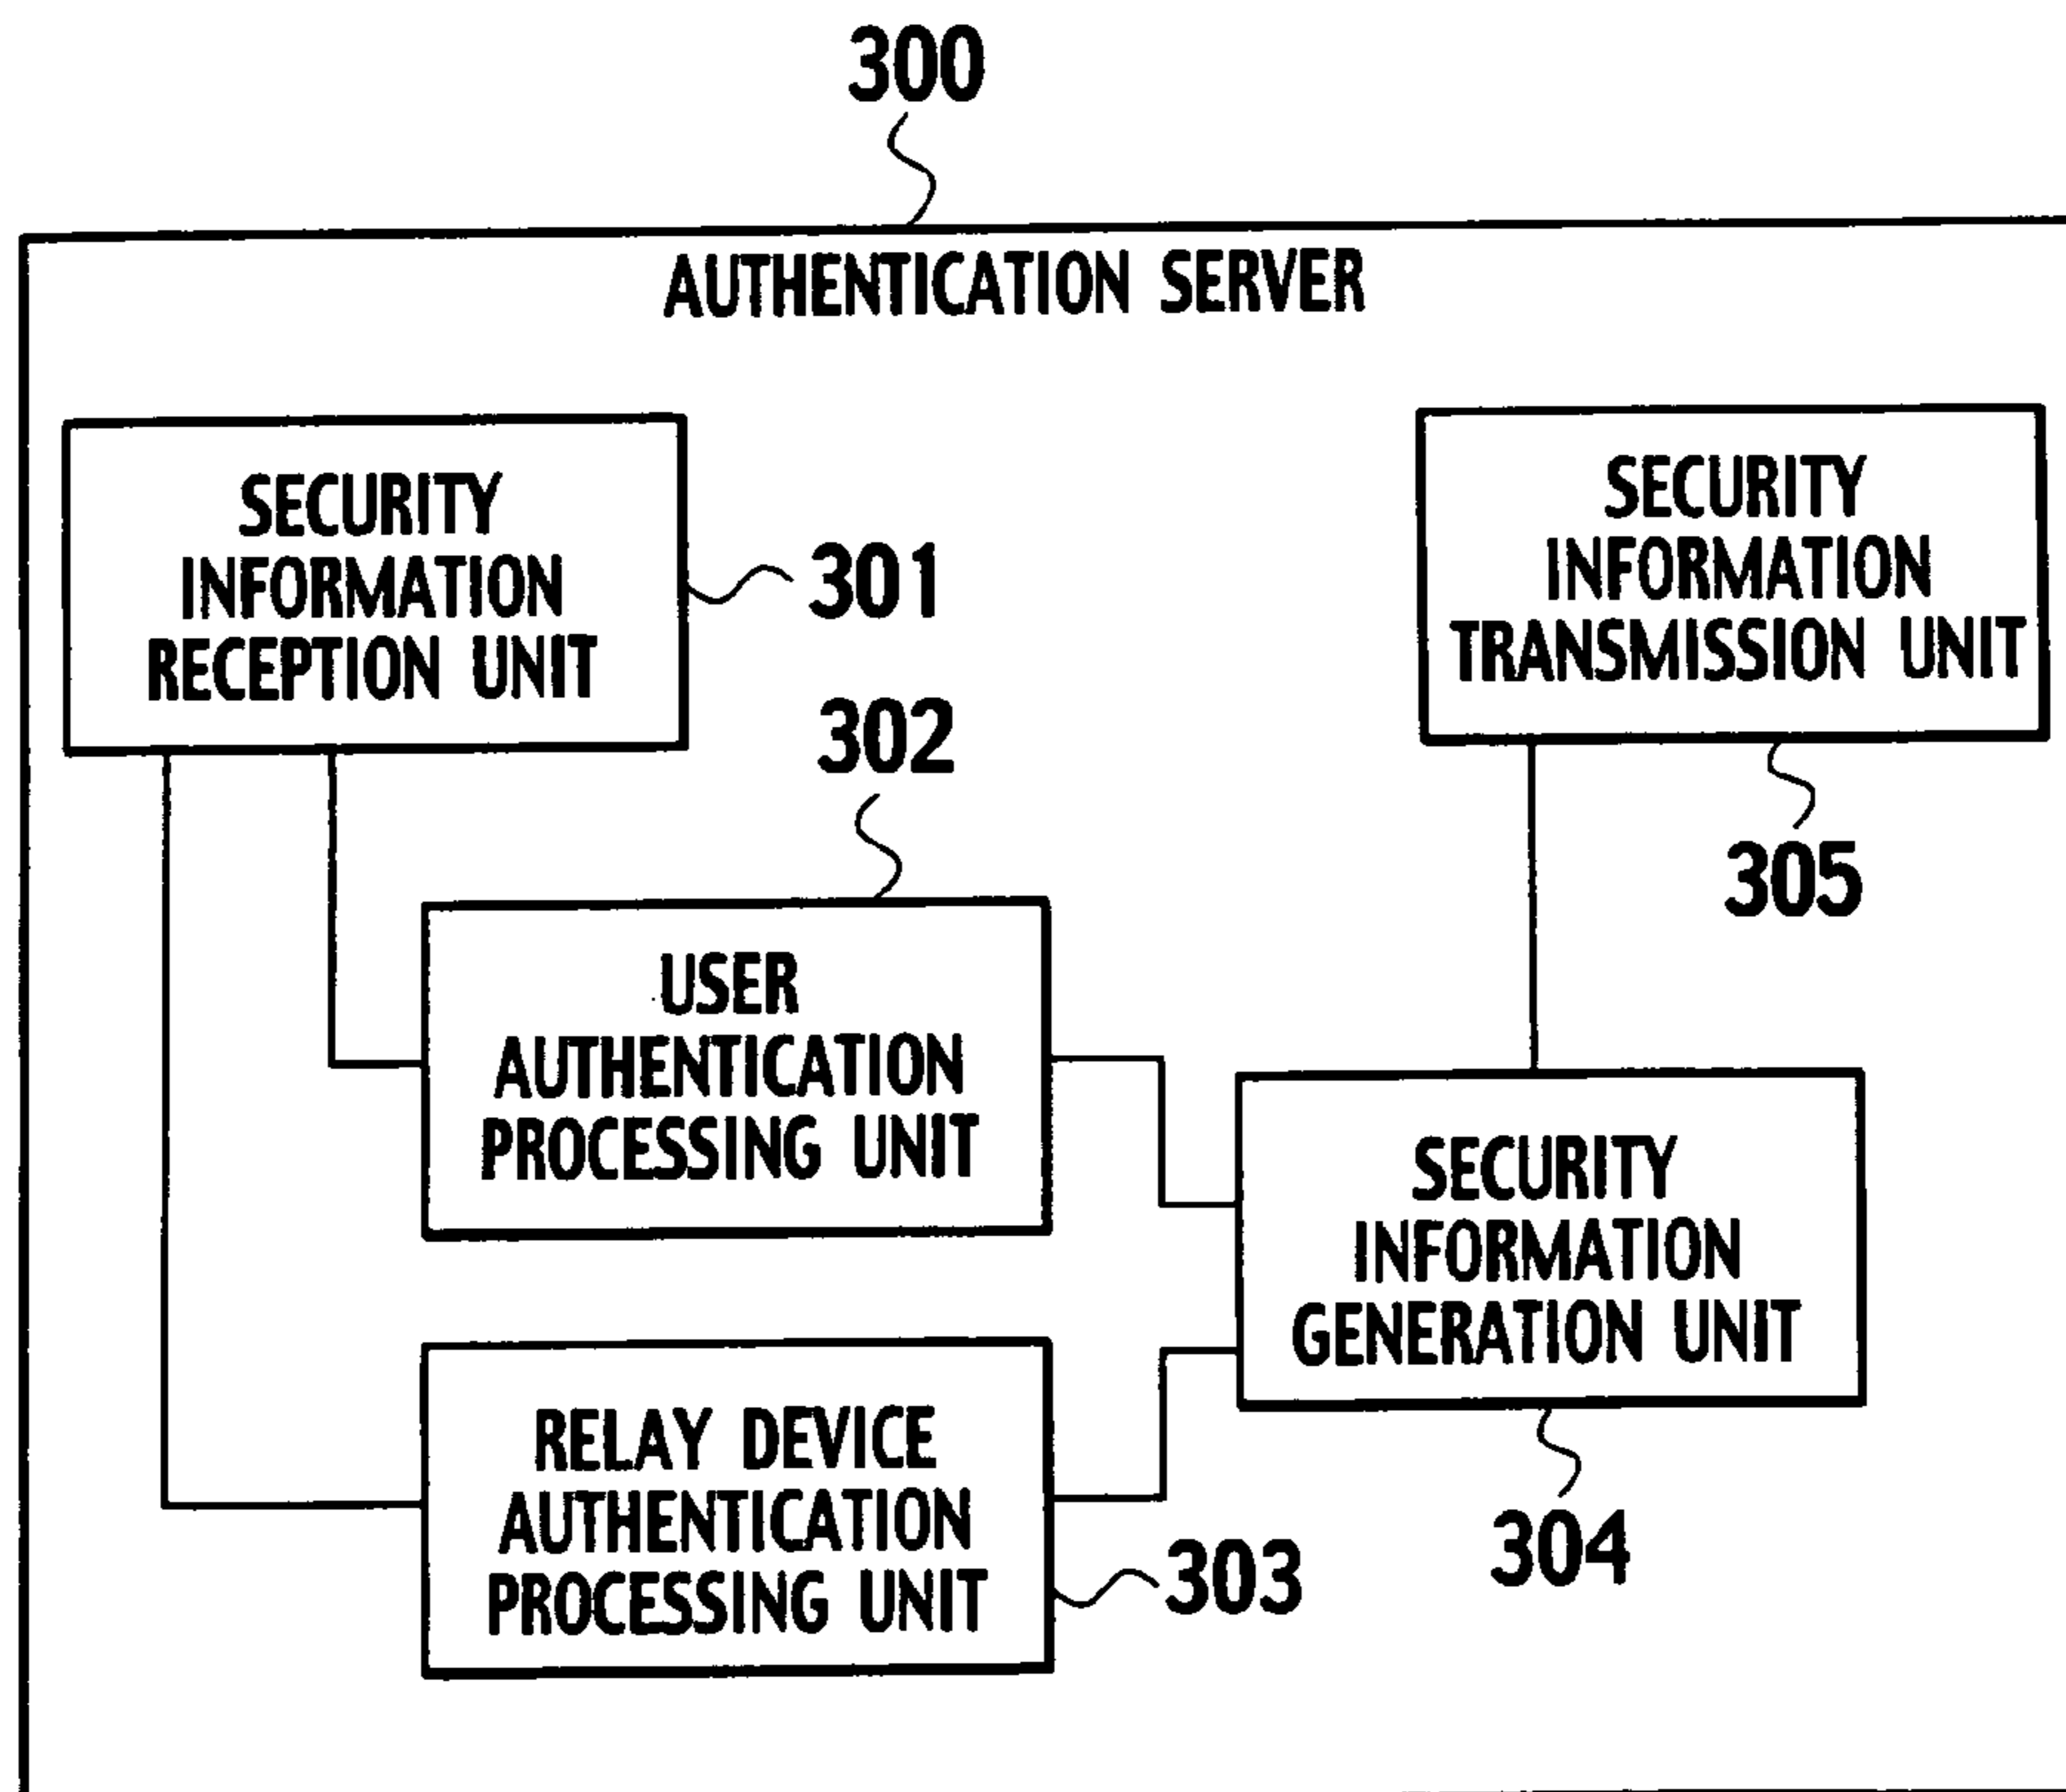 300
AUTHENTICATION SERVER
SECURITY
INFORMATION
RECEPTION UNIT
301
SECURITY
INFORMATION
TRANSMISSION UNIT
305
302
USER
AUTHENTICATION
PROCESSING UNIT
SECURITY
INFORMATION
GENERATION UNIT
304
RELAY DEVICE
AUTHENTICATION
PROCESSING UNIT
303